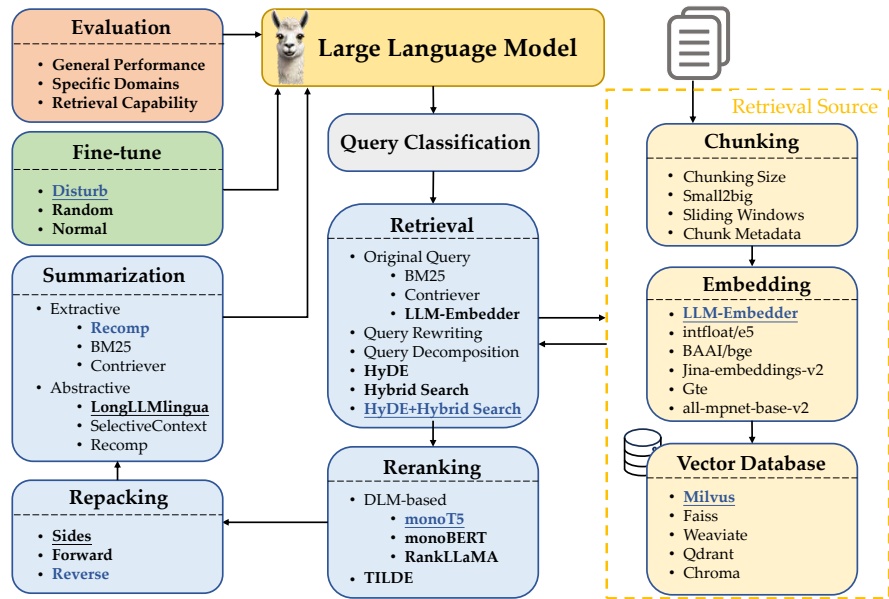 Evaluation
• General Performance
• Specific Domains
• Retrieval Capability
Large Language Model
Fine-tune
• Disturb
• Random
• Normal
Query Classification
Retrieval
• Original Query
• BM25
• Contriever
• LLM-Embedder
• Query Rewriting
• Query Decomposition
• HyDE
• Hybrid Search
• HyDE+Hybrid Search
Summarization
• Extractive
• Recomp
• BM25
• Contriever
• Abstractive
• LongLLMlingua
• SelectiveContext
• Recomp
Repacking
• Sides
• Forward
• Reverse
Reranking
• DLM-based
• monoT5
• monoBERT
• RankLLaMA
• TILDE
Retrieval Source
Chunking
• Chunking Size
• Small2big
• Sliding Windows
• Chunk Metadata
Embedding
• LLM-Embedder
• intfloat/e5
• BAAI/bge
• Jina-embeddings-v2
• Gte
• all-mpnet-base-v2
Vector Database
• Milvus
• Faiss
• Weaviate
• Qdrant
• Chroma